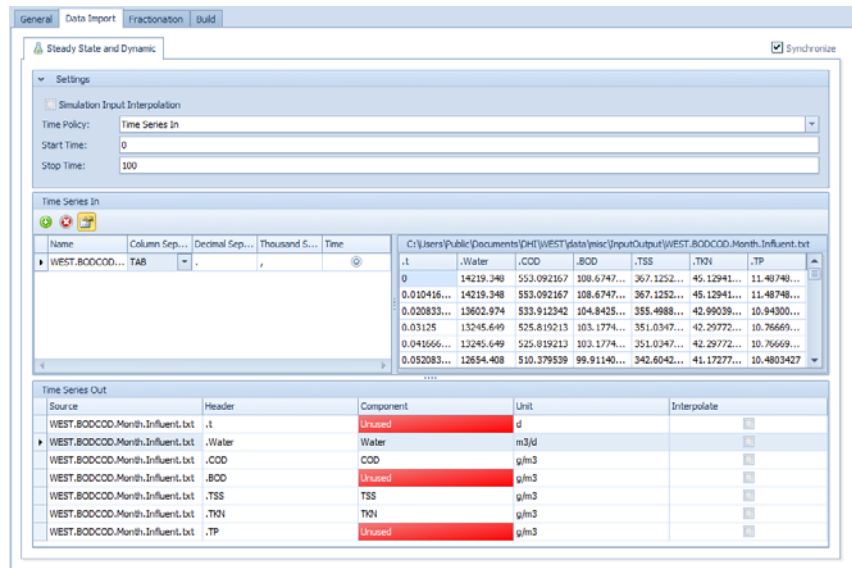 General Data Import Fractionation Build
Steady State and Dynamic Synchronize
Settings
Simulation Input Interpolation
Time Policy: Time Series In
Start Time: 0
Stop Time: 100
Time Series In
Name Column Sep... Decimal Sep... Thousand S... Time C:\Users\Public\Documents\DHI\WEST\data\misc\InputOutput\WEST.BODCOD.Month.Influent.txt
WEST.BODCOD... TAB . , .t .Water .COD .BOD .TSS .TKN .TP
0 14219.348 553.092167 108.6747... 367.1252... 45.12941... 11.48748...
0.010416... 14219.348 553.092167 108.6747... 367.1252... 45.12941... 11.48748...
0.020833... 13602.974 533.912342 104.8425... 355.4988... 42.99039... 10.94300...
0.03125 13245.649 525.819213 103.1774... 351.0347... 42.29772... 10.76669...
0.041666... 13245.649 525.819213 103.1774... 351.0347... 42.29772... 10.76669...
0.052083... 12654.408 510.379539 99.91140... 342.6042... 41.17277... 10.4803427
Time Series Out
Source Header Component Unit Interpolate
WEST.BODCOD.Month.Influent.txt .t Unused d
WEST.BODCOD.Month.Influent.txt .Water Water m3/d
WEST.BODCOD.Month.Influent.txt .COD COD g/m3
WEST.BODCOD.Month.Influent.txt .BOD Unused g/m3
WEST.BODCOD.Month.Influent.txt .TSS TSS g/m3
WEST.BODCOD.Month.Influent.txt .TKN TKN g/m3
WEST.BODCOD.Month.Influent.txt .TP Unused g/m3